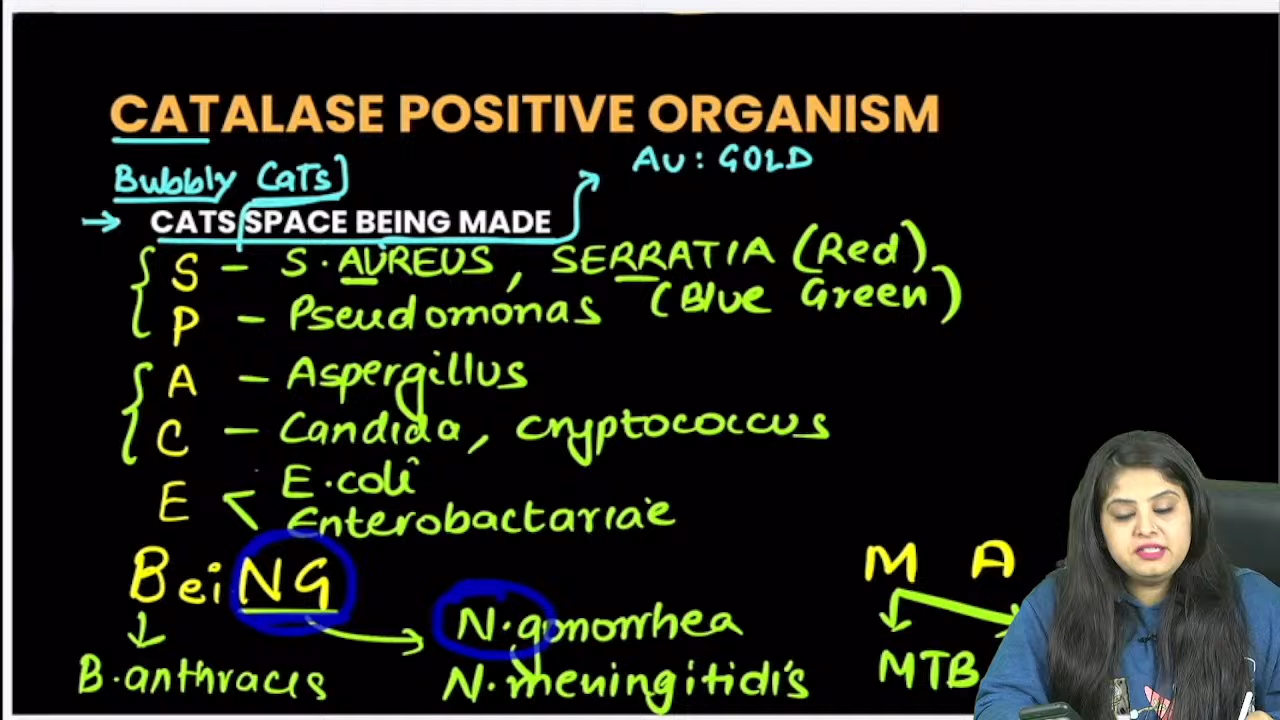 CATALASE POSITIVE ORGANISM
Bubbly CaTs
AU : GOLD
→ CATS SPACE BEING MADE
S - S. AUREUS, SERRATIA (Red)
P - Pseudomonas (Blue Green)
A - Aspergillus
C - Candida, cryptococcus
E < E.coli
Enterobactariae
BeiNG
M A
N.gonorrhea
MTB
B.anthracis
N.meningitidis